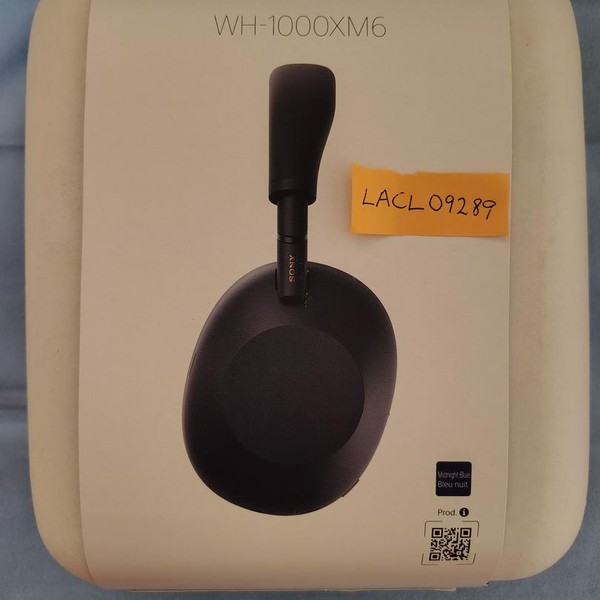 WH-1000XM6
LACL09289
SONY
Midnight Blue
Bleu nuit
Prod. i